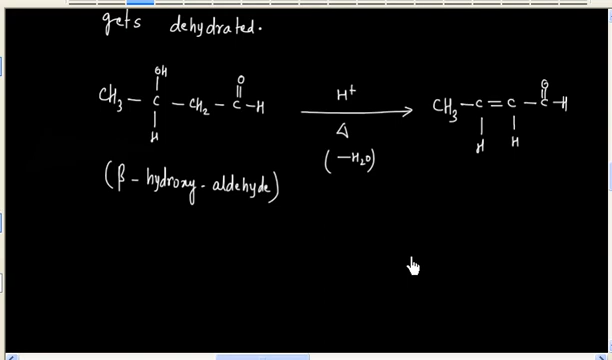 gets dehydrated.
OH O O
CH3 – C – CH2 – C – H H+ CH3 – C = C – C – H
H Δ H H
(–H2O)
(β – hydroxy - aldehyde)